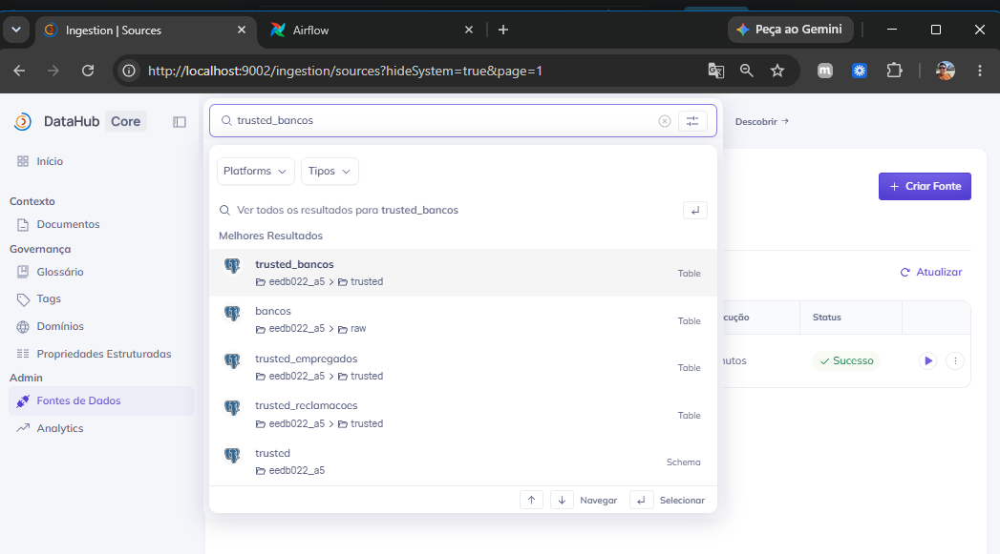 Ingestion | Sources
Airflow
Peça ao Gemini
http://localhost:9002/ingestion/sources?hideSystem=true&page=1
DataHub Core
trusted_bancos
Descobrir
Início
Contexto
Documentos
Governança
Glossário
Tags
Domínios
Propriedades Estruturadas
Admin
Fontes de Dados
Analytics
Platforms
Tipos
Ver todos os resultados para trusted_bancos
Melhores Resultados
trusted_bancos
eedb022_a5 > trusted
Table
bancos
eedb022_a5 > raw
Table
trusted_empregados
eedb022_a5 > trusted
Table
trusted_reclamacoes
eedb022_a5 > trusted
Table
trusted
eedb022_a5
Schema
Navegar
Selecionar
+ Criar Fonte
Atualizar
cução
Status
nutos
Sucesso